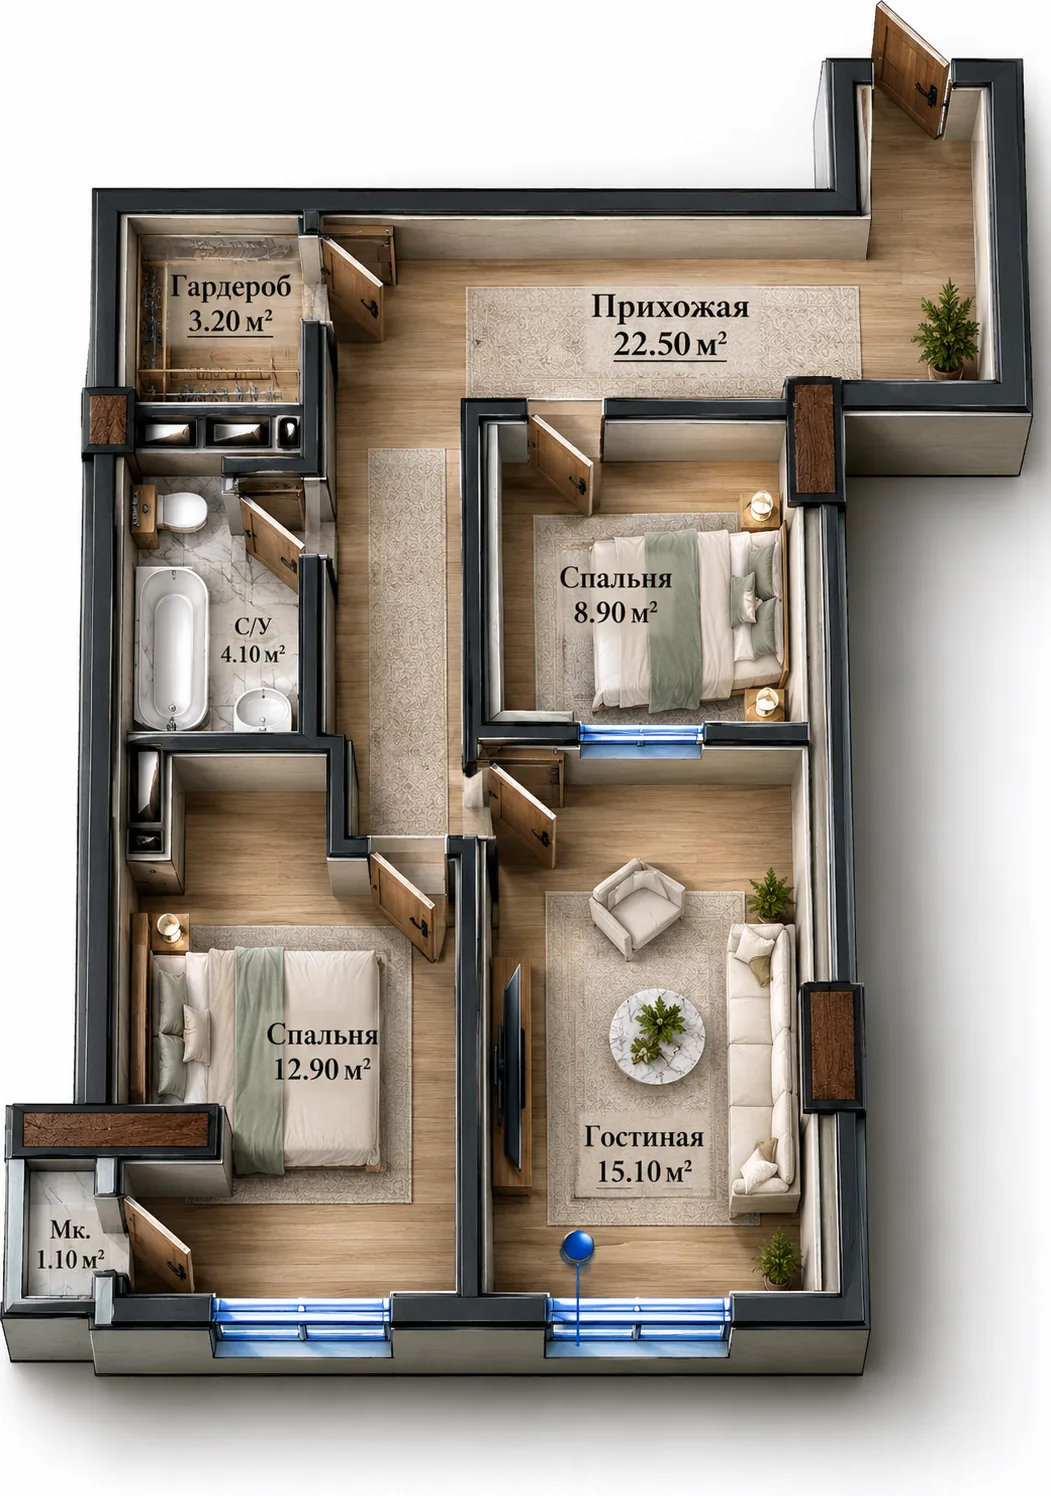 Гардероб
3.20 м²
Прихожая
22.50 м²
Спальня
8.90 м²
С/У
4.10 м²
Спальня
12.90 м²
Гостиная
15.10 м²
Мк.
1.10 м²